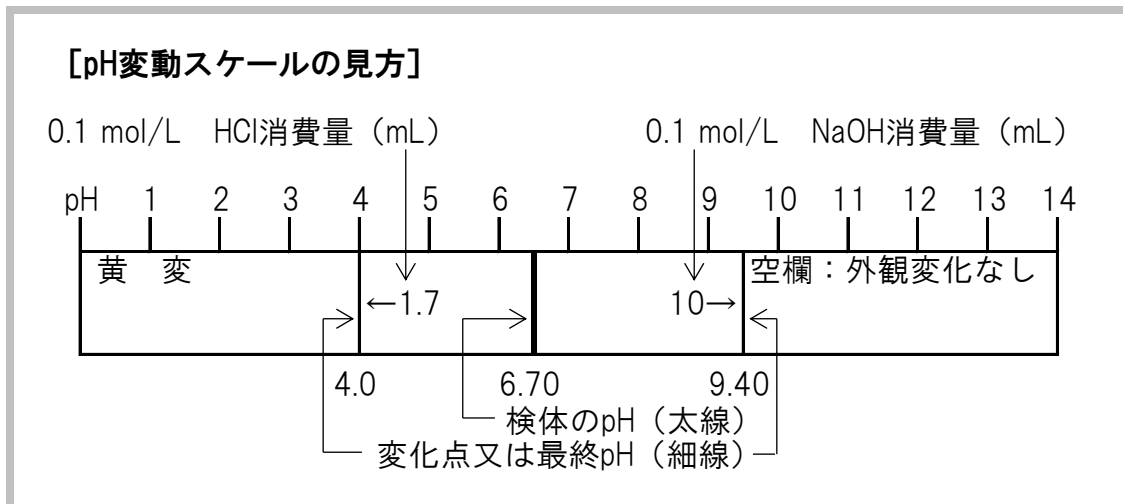 ［pH変動スケールの見方］
0.1 mol/L　HCl消費量（mL）　0.1 mol/L　NaOH消費量（mL）
pH 1 2 3 4 5 6 7 8 9 10 11 12 13 14
黄　変　空欄：外観変化なし
←1.7　10→
4.0　6.70　9.40
検体のpH（太線）
変化点又は最終pH（細線）